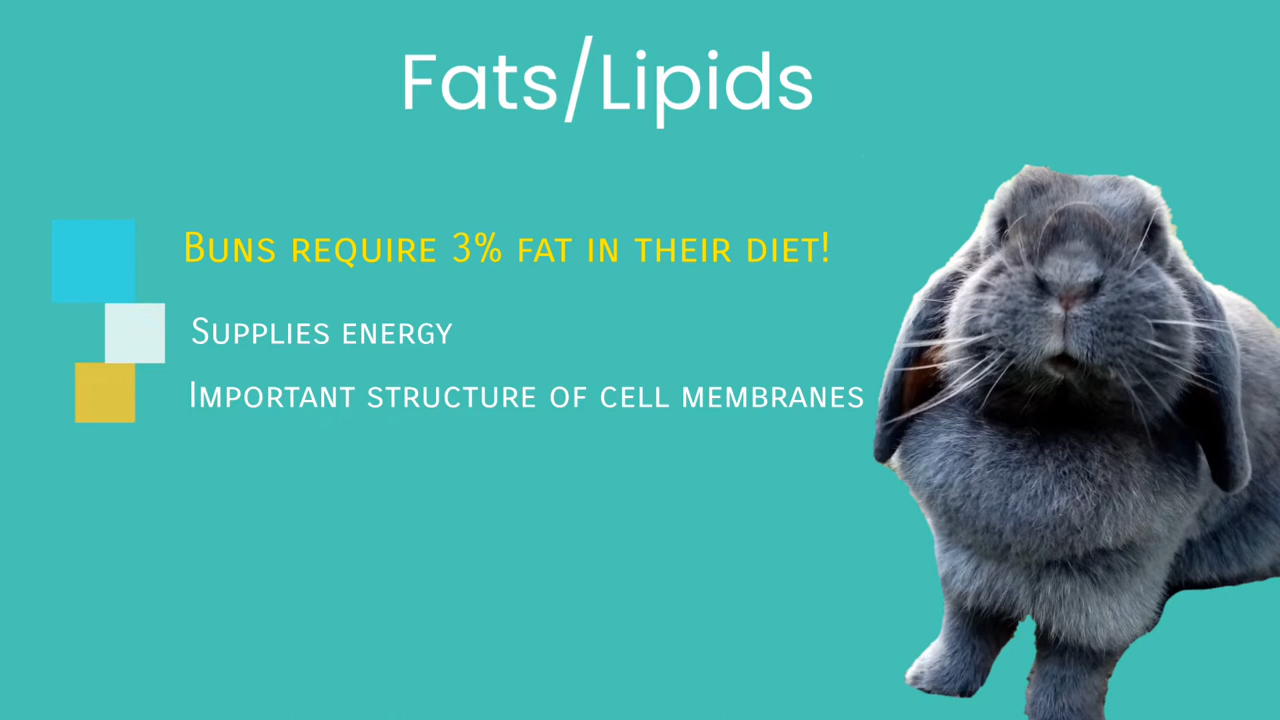 Fats/Lipids
Buns require 3% fat in their diet!
Supplies energy
Important structure of cell membranes